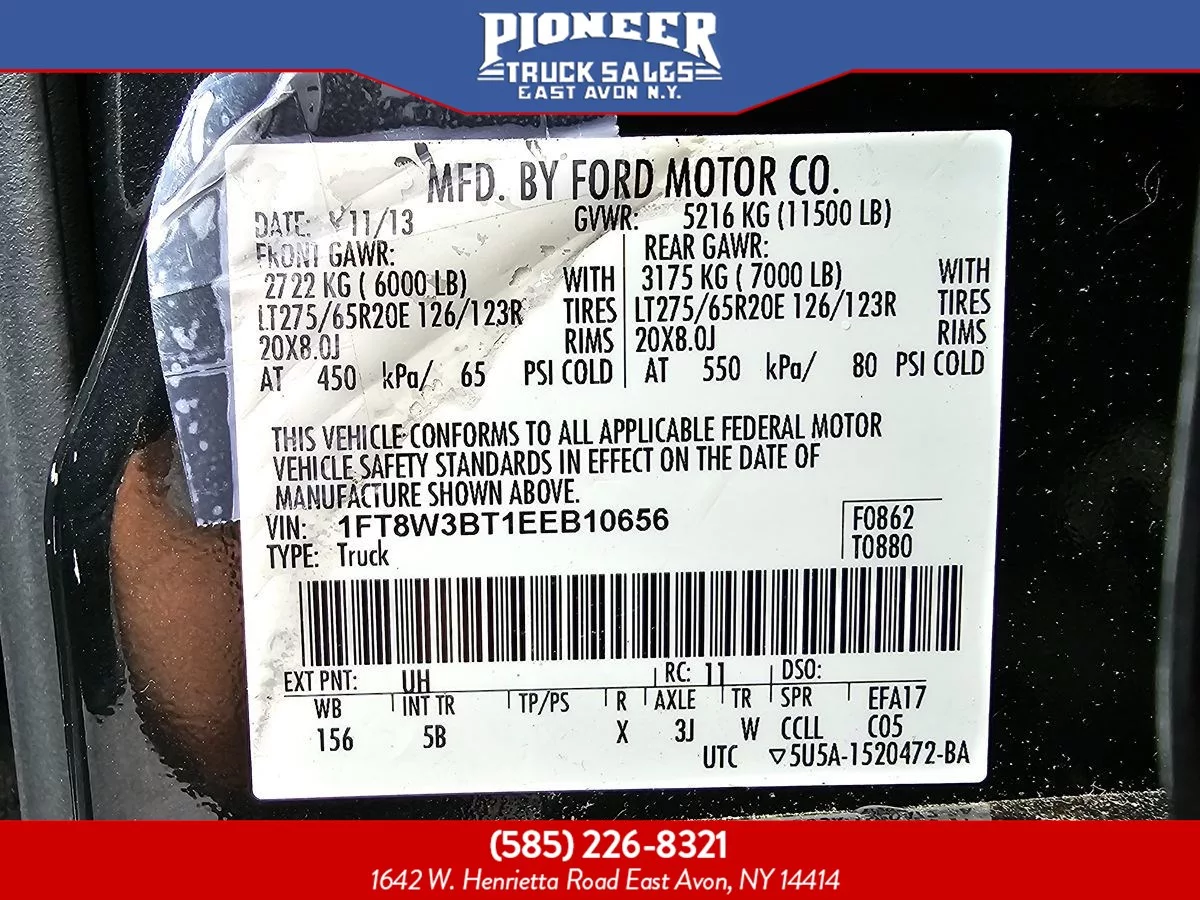 PIONEER
TRUCK SALES
EAST AVON N.Y.
MFD. BY FORD MOTOR CO.
DATE: 11/13 GVWR: 5216 KG (11500 LB)
FRONT GAWR: REAR GAWR:
2722 KG ( 6000 LB) WITH 3175 KG ( 7000 LB) WITH
LT275/65R20E 126/123R TIRES LT275/65R20E 126/123R TIRES
20X8.0J RIMS 20X8.0J RIMS
AT 450 kPa/ 65 PSI COLD AT 550 kPa/ 80 PSI COLD
THIS VEHICLE CONFORMS TO ALL APPLICABLE FEDERAL MOTOR
VEHICLE SAFETY STANDARDS IN EFFECT ON THE DATE OF
MANUFACTURE SHOWN ABOVE.
VIN: 1FT8W3BT1EEB10656 F0862
TYPE: Truck T0880
EXT PNT: UH RC: 11 DSO:
WB INT TR TP/PS R AXLE TR SPR EFA17
156 5B X 3J W CCLL C05
UTC ▽5U5A-1520472-BA
(585) 226-8321
1642 W. Henrietta Road East Avon, NY 14414